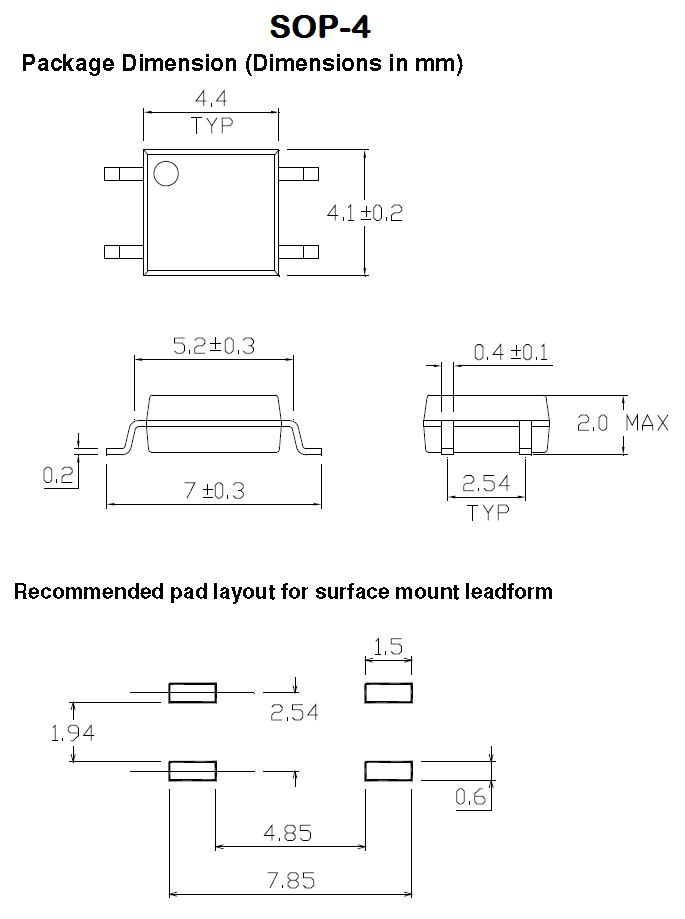 SOP-4
Package Dimension (Dimensions in mm)
4.4
TYP
4.1±0.2
5.2±0.3
0.4±0.1
2.0 MAX
0.2
7±0.3
2.54
TYP
Recommended pad layout for surface mount leadform
1.5
2.54
1.94
0.6
4.85
7.85